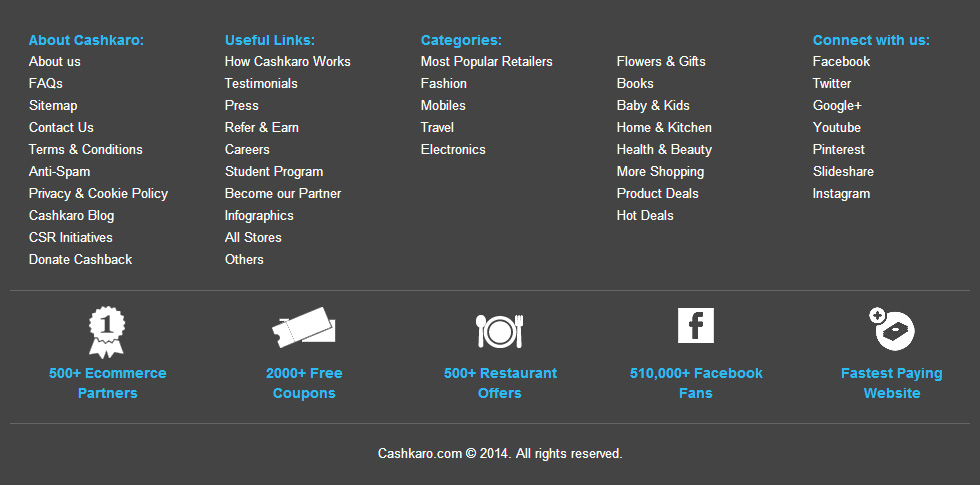 About Cashkaro:
About us
FAQs
Sitemap
Contact Us
Terms & Conditions
Anti-Spam
Privacy & Cookie Policy
Cashkaro Blog
CSR Initiatives
Donate Cashback
Useful Links:
How Cashkaro Works
Testimonials
Press
Refer & Earn
Careers
Student Program
Become our Partner
Infographics
All Stores
Others
Categories:
Most Popular Retailers
Fashion
Mobiles
Travel
Electronics
Flowers & Gifts
Books
Baby & Kids
Home & Kitchen
Health & Beauty
More Shopping
Product Deals
Hot Deals
Connect with us:
Facebook
Twitter
Google+
Youtube
Pinterest
Slideshare
Instagram
1
500+ Ecommerce
Partners
2000+ Free
Coupons
500+ Restaurant
Offers
f
510,000+ Facebook
Fans
Fastest Paying
Website
Cashkaro.com © 2014. All rights reserved.